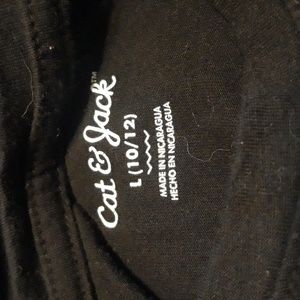 Cat & Jack™
L (10/12)
MADE IN NICARAGUA
HECHO EN NICARAGUA